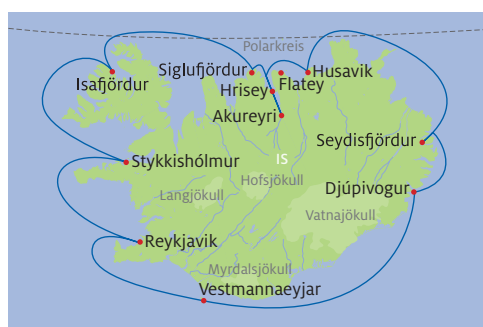 Polarkreis
Siglufjördur
Husavik
Isafjördur
Hrisey
Flatey
Akureyri
Seydisfjördur
Stykkishólmur
IS
Hofsjökull
Djúpivogur
Langjökull
Vatnajökull
Reykjavik
Myrdalsjökull
Vestmannaeyjar